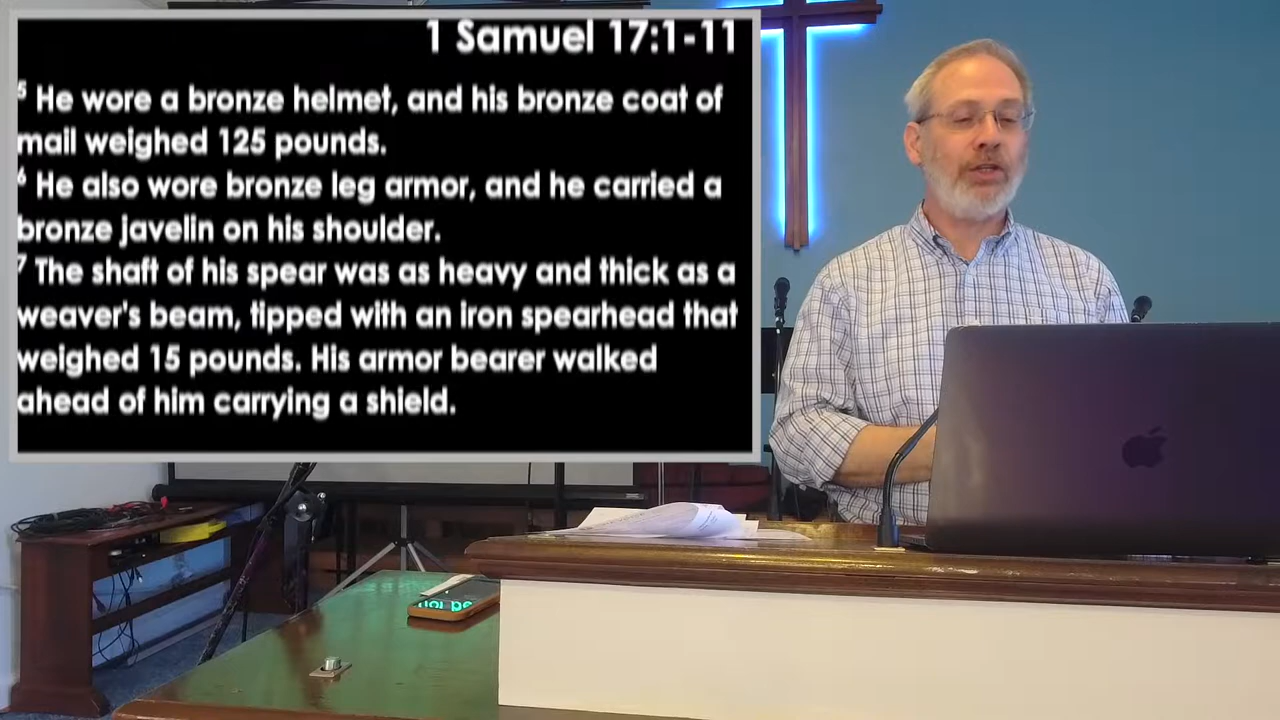 1 Samuel 17:1-11
5 He wore a bronze helmet, and his bronze coat of
mail weighed 125 pounds.
6 He also wore bronze leg armor, and he carried a
bronze javelin on his shoulder.
7 The shaft of his spear was as heavy and thick as a
weaver's beam, tipped with an iron spearhead that
weighed 15 pounds. His armor bearer walked
ahead of him carrying a shield.